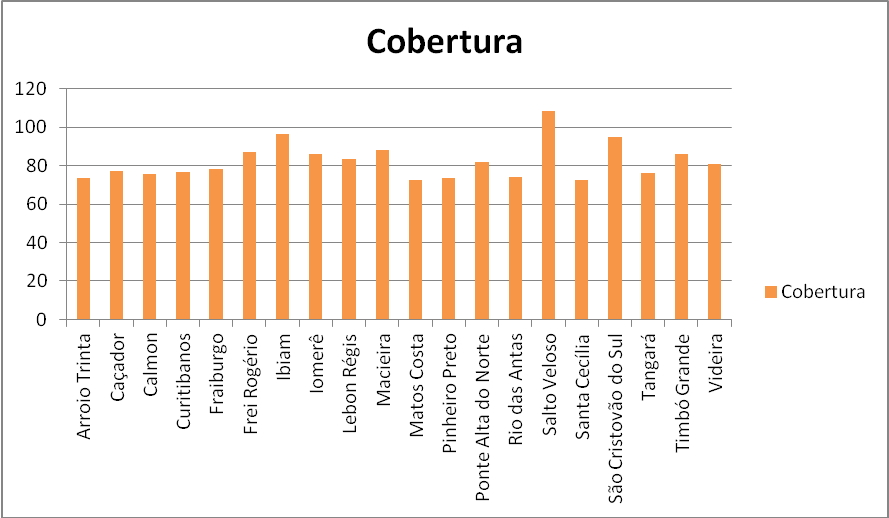 Cobertura
120
100
80
60
40
20
0
Arroio Trinta
Caçador
Calmon
Curitibanos
Fraiburgo
Frei Rogério
Ibiam
Iomerê
Lebon Régis
Macieira
Matos Costa
Pinheiro Preto
Ponte Alta do Norte
Rio das Antas
Salto Veloso
Santa Cecília
São Cristovão do Sul
Tangará
Timbó Grande
Videira
Cobertura